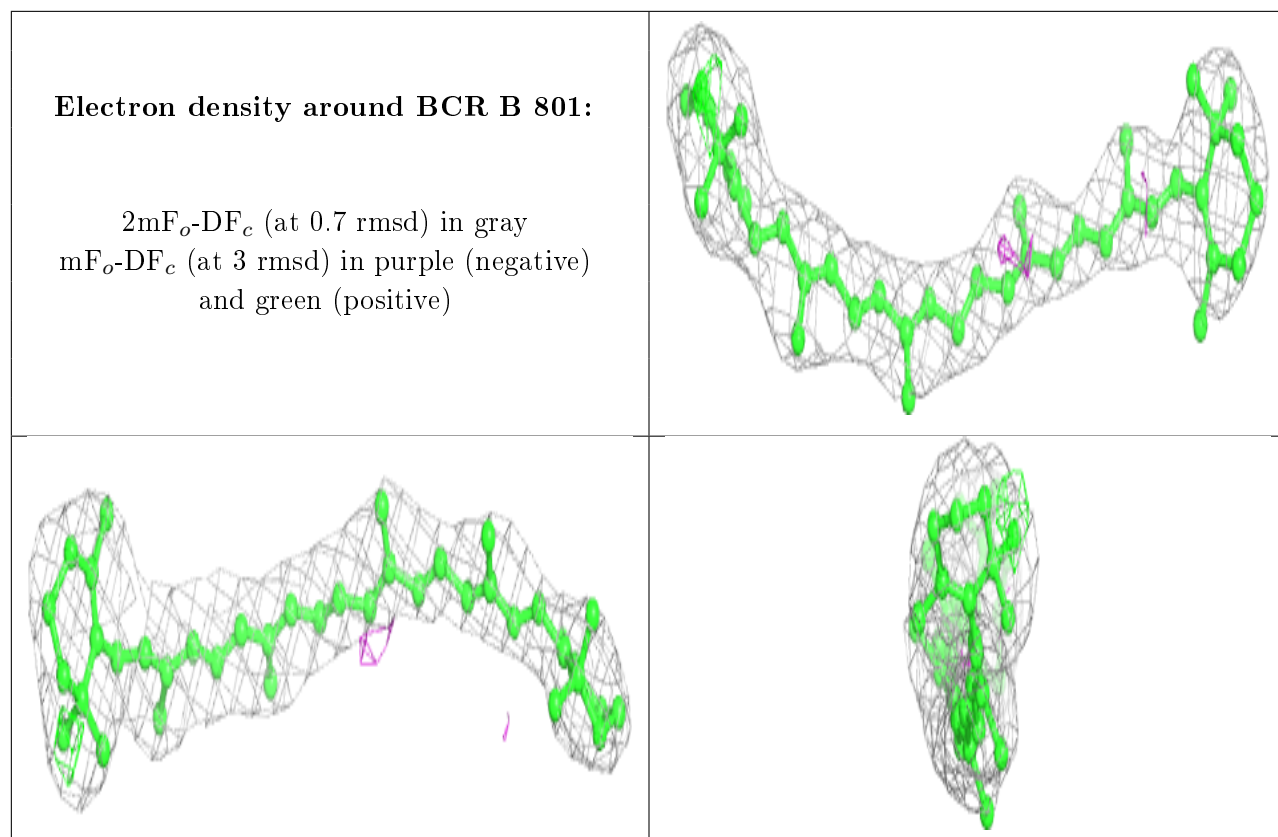 Electron density around BCR B 801:
2mFₒ-DF𝒸 (at 0.7 rmsd) in gray
mFₒ-DF𝒸 (at 3 rmsd) in purple (negative)
and green (positive)